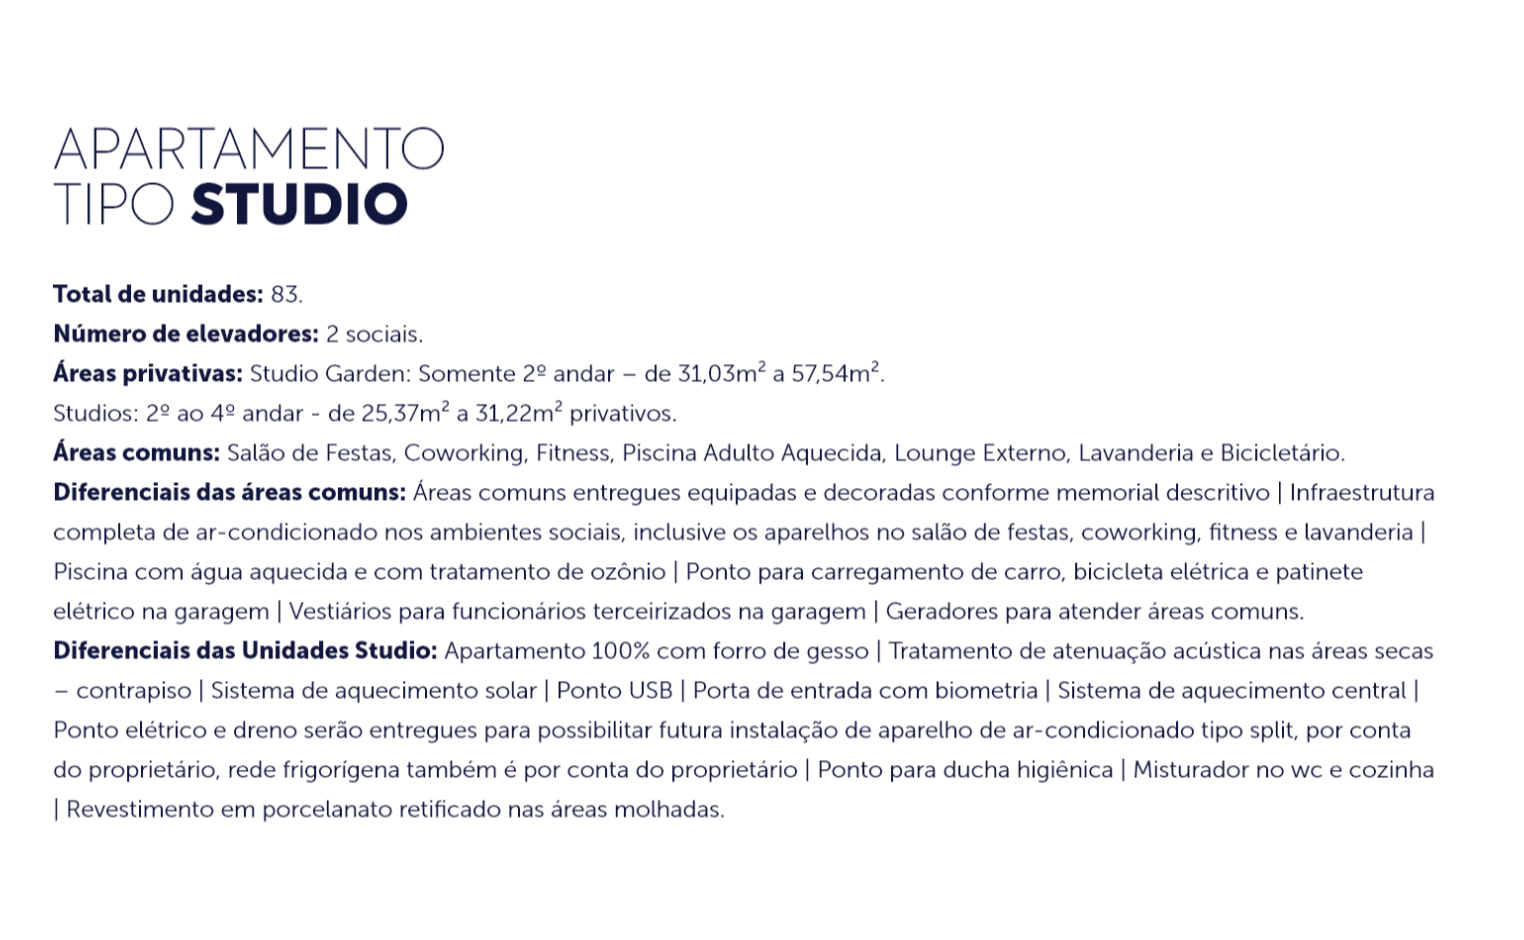 APARTAMENTO
TIPO STUDIO
Total de unidades: 83.
Número de elevadores: 2 sociais.
Áreas privativas: Studio Garden: Somente 2º andar – de 31,03m² a 57,54m².
Studios: 2º ao 4º andar - de 25,37m² a 31,22m² privativos.
Áreas comuns: Salão de Festas, Coworking, Fitness, Piscina Adulto Aquecida, Lounge Externo, Lavanderia e Bicicletário.
Diferenciais das áreas comuns: Áreas comuns entregues equipadas e decoradas conforme memorial descritivo | Infraestrutura
completa de ar-condicionado nos ambientes sociais, inclusive os aparelhos no salão de festas, coworking, fitness e lavanderia |
Piscina com água aquecida e com tratamento de ozônio | Ponto para carregamento de carro, bicicleta elétrica e patinete
elétrico na garagem | Vestiários para funcionários terceirizados na garagem | Geradores para atender áreas comuns.
Diferenciais das Unidades Studio: Apartamento 100% com forro de gesso | Tratamento de atenuação acústica nas áreas secas
– contrapiso | Sistema de aquecimento solar | Ponto USB | Porta de entrada com biometria | Sistema de aquecimento central |
Ponto elétrico e dreno serão entregues para possibilitar futura instalação de aparelho de ar-condicionado tipo split, por conta
do proprietário, rede frigorígena também é por conta do proprietário | Ponto para ducha higiênica | Misturador no wc e cozinha
| Revestimento em porcelanato retificado nas áreas molhadas.